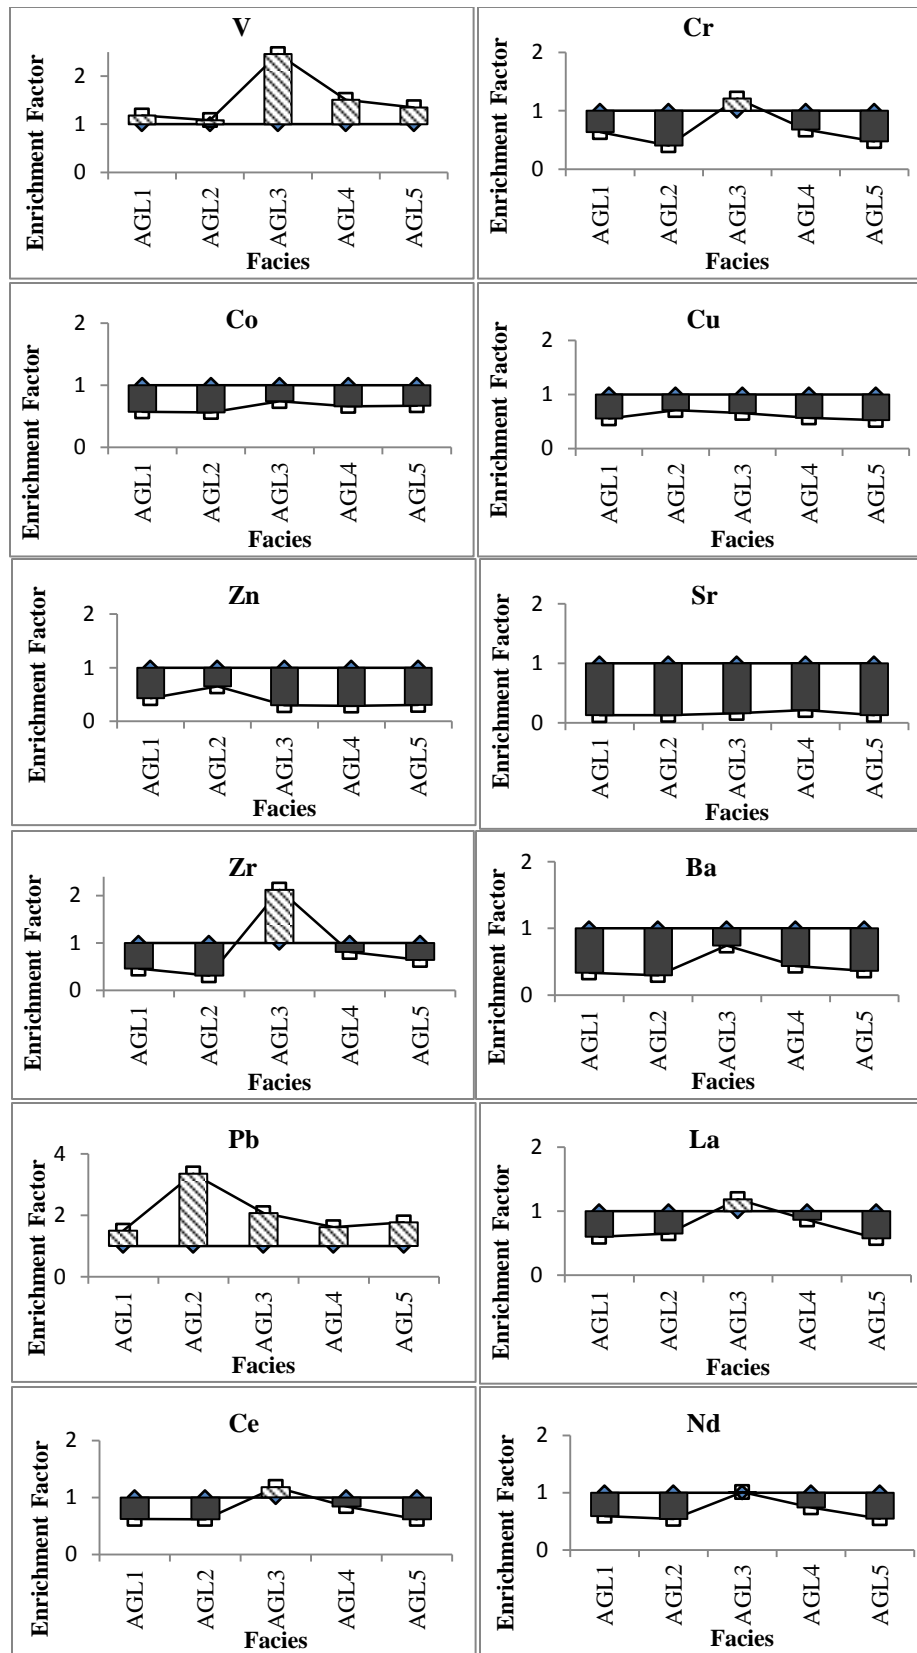 V
Enrichment Factor
2
1
0
AGL1 AGL2 AGL3 AGL4 AGL5
Facies
Cr
Enrichment Factor
2
1
0
AGL1 AGL2 AGL3 AGL4 AGL5
Facies
Co
Enrichment Factor
2
1
0
AGL1 AGL2 AGL3 AGL4 AGL5
Facies
Cu
Enrichment Factor
2
1
0
AGL1 AGL2 AGL3 AGL4 AGL5
Facies
Zn
Enrichment Factor
2
1
0
AGL1 AGL2 AGL3 AGL4 AGL5
Facies
Sr
Enrichment Factor
2
1
0
AGL1 AGL2 AGL3 AGL4 AGL5
Facies
Zr
Enrichment Factor
2
1
0
AGL1 AGL2 AGL3 AGL4 AGL5
Facies
Ba
Enrichment Factor
2
1
0
AGL1 AGL2 AGL3 AGL4 AGL5
Facies
Pb
Enrichment Factor
4
2
0
AGL1 AGL2 AGL3 AGL4 AGL5
Facies
La
Enrichment Factor
2
1
0
AGL1 AGL2 AGL3 AGL4 AGL5
Facies
Ce
Enrichment Factor
2
1
0
AGL1 AGL2 AGL3 AGL4 AGL5
Facies
Nd
Enrichment Factor
2
1
0
AGL1 AGL2 AGL3 AGL4 AGL5
Facies